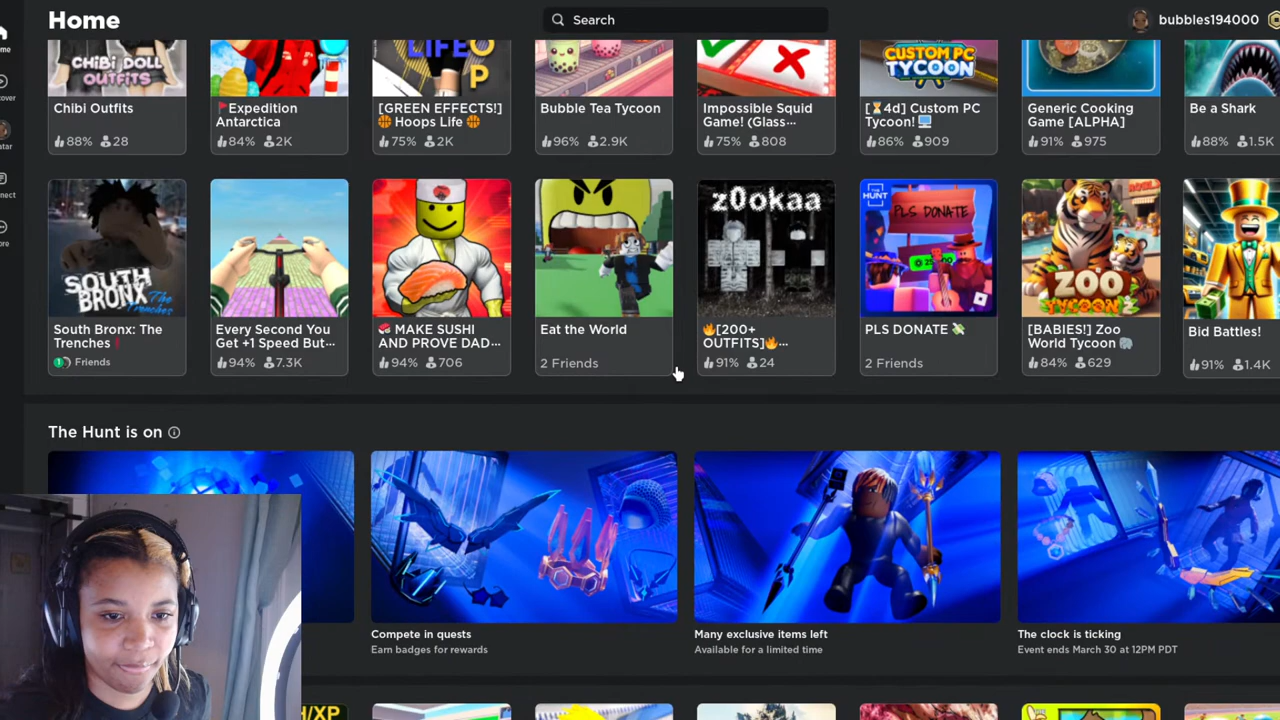 Home
Search
bubbles194000
CHiBi DOLL
OUTFITS
LIFE
CUSTOM PC
TYCOON
Chibi Outfits
Expedition
Antarctica
[GREEN EFFECTS!]
Hoops Life
Bubble Tea Tycoon
Impossible Squid
Game! (Glass...
[⏳4d] Custom PC
Tycoon!
Generic Cooking
Game [ALPHA]
Be a Shark
88% 28
84% 2K
75% 2K
96% 2.9K
75% 808
86% 909
91% 975
88% 1.5K
SOUTH
BRONX The
Trenches
z0okaa
THE
HUNT
PLS DONATE
ZOO
TYCOON
South Bronx: The
Trenches
Every Second You
Get +1 Speed But...
MAKE SUSHI
AND PROVE DAD...
Eat the World
[200+
OUTFITS]...
PLS DONATE
[BABIES!] Zoo
World Tycoon
Bid Battles!
Friends
94% 7.3K
94% 706
2 Friends
91% 24
2 Friends
84% 629
91% 1.4K
The Hunt is on
Compete in quests
Earn badges for rewards
Many exclusive items left
Available for a limited time
The clock is ticking
Event ends March 30 at 12PM PDT